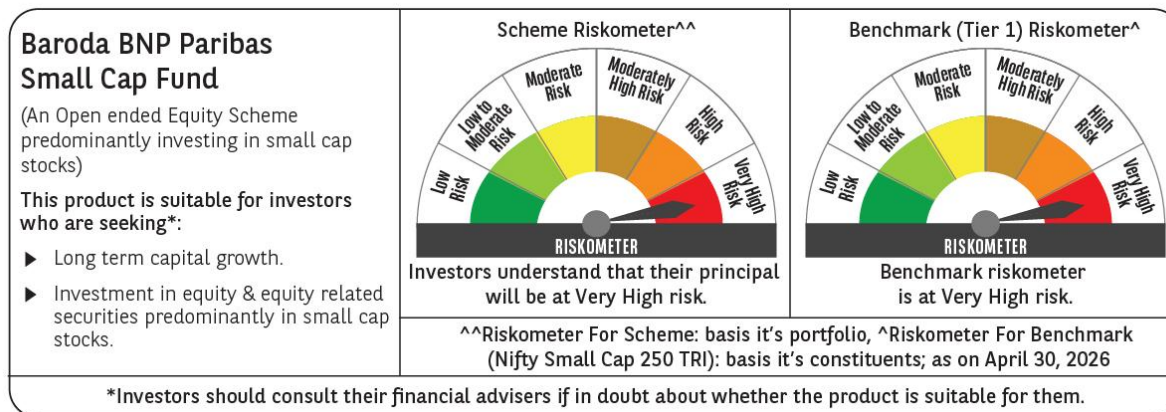 Baroda BNP Paribas
Small Cap Fund
(An Open ended Equity Scheme
predominantly investing in small cap
stocks)
This product is suitable for investors
who are seeking*:
▶ Long term capital growth.
▶ Investment in equity & equity related
securities predominantly in small cap
stocks.
Scheme Riskometer^^
Low
Risk
Low to
Moderate
Risk
Moderate
Risk
Moderately
High Risk
High
Risk
Very High
Risk
RISKOMETER
Investors understand that their principal
will be at Very High risk.
Benchmark (Tier 1) Riskometer^
Low
Risk
Low to
Moderate
Risk
Moderate
Risk
Moderately
High Risk
High
Risk
Very High
Risk
RISKOMETER
Benchmark riskometer
is at Very High risk.
^^Riskometer For Scheme: basis it's portfolio, ^Riskometer For Benchmark
(Nifty Small Cap 250 TRI): basis it's constituents; as on April 30, 2026
*Investors should consult their financial advisers if in doubt about whether the product is suitable for them.